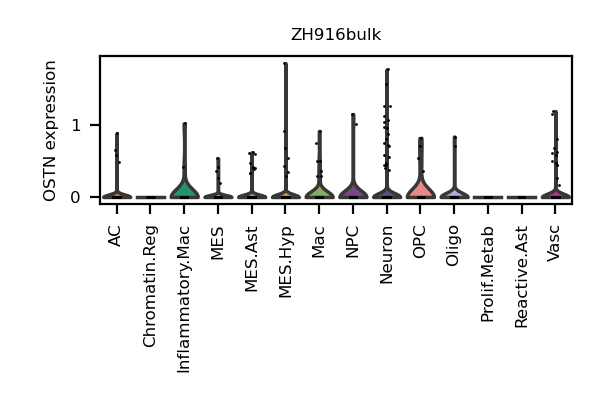 ZH916bulk
OSTN expression
1
0
AC
Chromatin.Reg
Inflammatory.Mac
MES
MES.Ast
MES.Hyp
Mac
NPC
Neuron
OPC
Oligo
Prolif.Metab
Reactive.Ast
Vasc